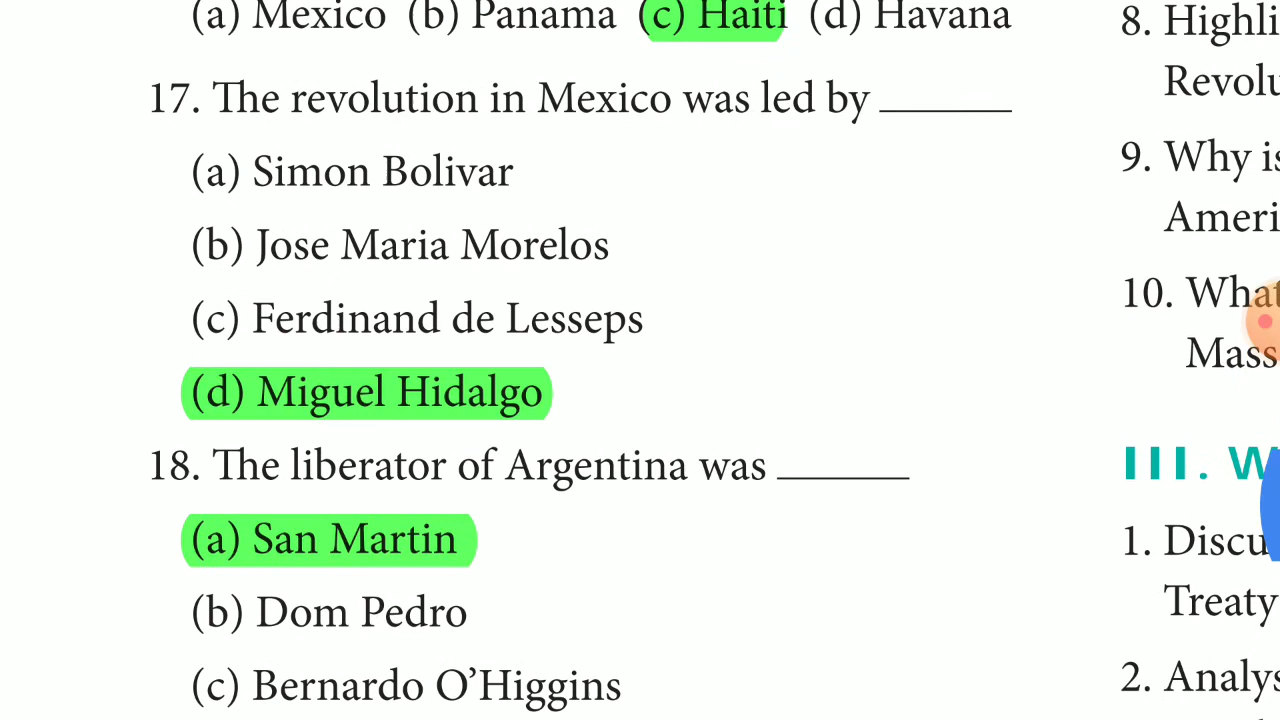 (a) Mexico (b) Panama (c) Haiti (d) Havana
17. The revolution in Mexico was led by ______
(a) Simon Bolivar
(b) Jose Maria Morelos
(c) Ferdinand de Lesseps
(d) Miguel Hidalgo
18. The liberator of Argentina was ______
(a) San Martin
(b) Dom Pedro
(c) Bernardo O’Higgins
8. Highli
Revolu
9. Why is
Ameri
10. What
Mass
III. W
1. Discu
Treaty
2. Analys